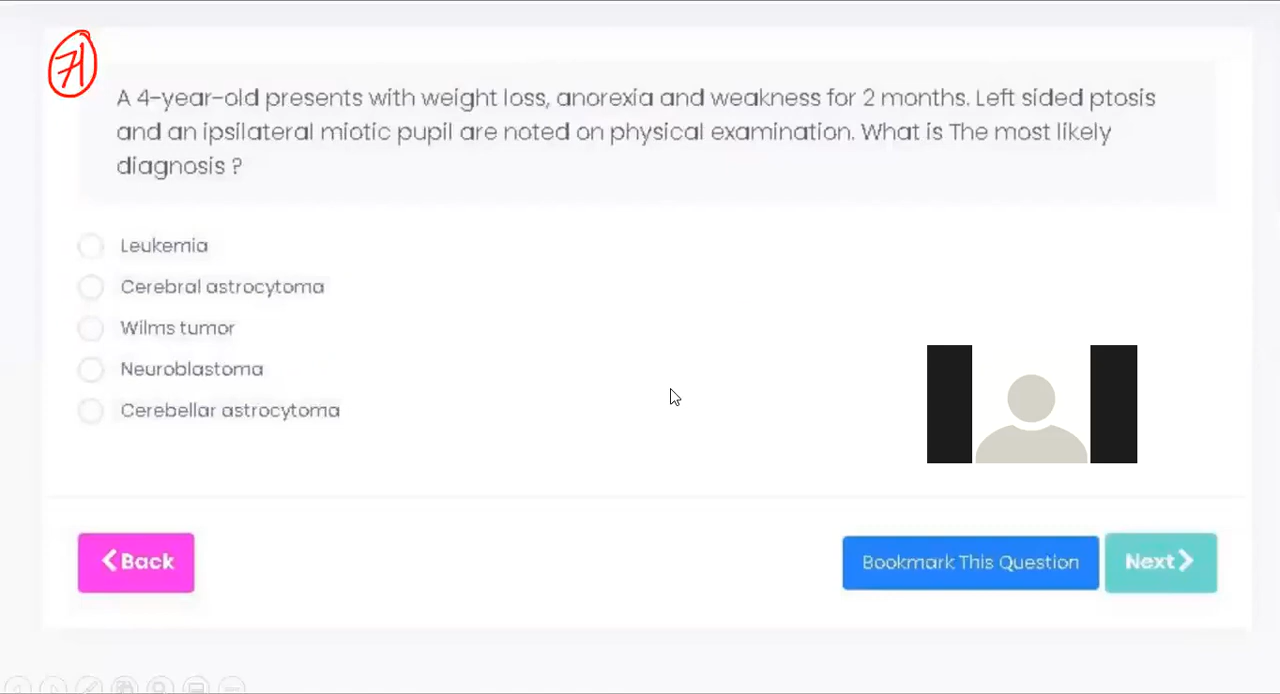 71
A 4-year-old presents with weight loss, anorexia and weakness for 2 months. Left sided ptosis
and an ipsilateral miotic pupil are noted on physical examination. What is The most likely
diagnosis ?
Leukemia
Cerebral astrocytoma
Wilms tumor
Neuroblastoma
Cerebellar astrocytoma
Back
Bookmark This Question
Next